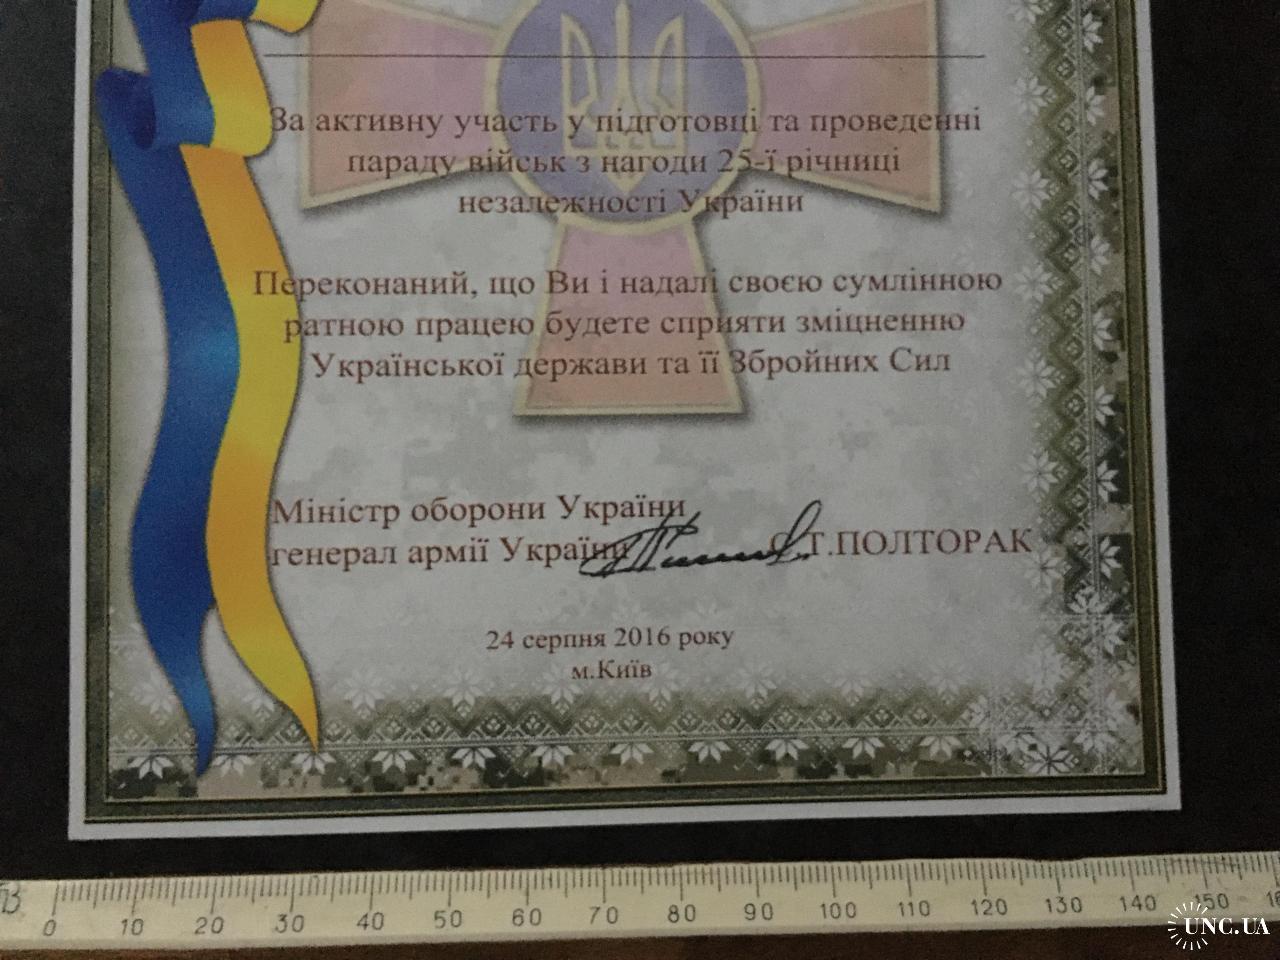 За активну участь у підготовці та проведенні
параду військ з нагоди 25-ї річниці
незалежності України
Переконаний, що Ви і надалі своєю сумлінною
ратною працею будете сприяти зміцненню
Української держави та її Збройних Сил
Міністр оборони України
генерал армії України С.Т.ПОЛТОРАК
24 серпня 2016 року
м.Київ
0 10 20 30 40 50 60 70 80 90 100 110 120 130 140 150
UNC.UA